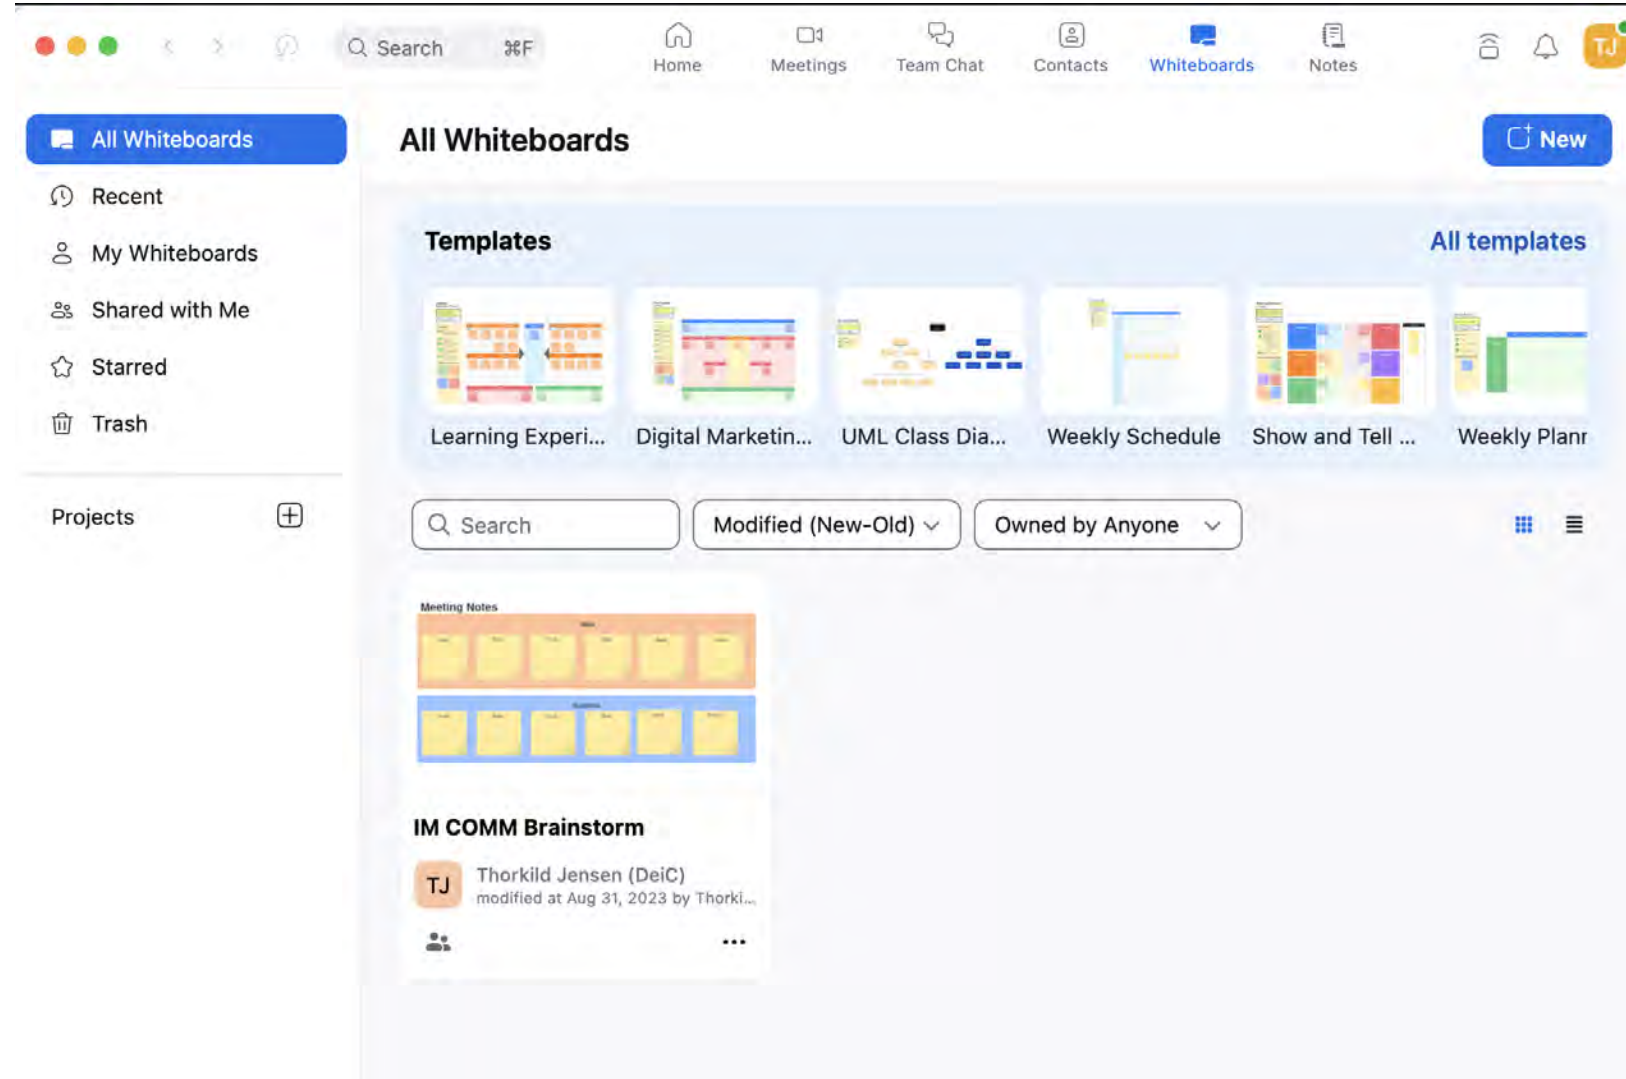 Search ⌘F
Home
Meetings
Team Chat
Contacts
Whiteboards
Notes
TJ
All Whiteboards
Recent
My Whiteboards
Shared with Me
Starred
Trash
Projects
All Whiteboards
New
Templates
All templates
Learning Experi...
Digital Marketin...
UML Class Dia...
Weekly Schedule
Show and Tell ...
Weekly Planr
Search
Modified (New-Old)
Owned by Anyone
Meeting Notes
IM COMM Brainstorm
TJ
Thorkild Jensen (DeiC)
modified at Aug 31, 2023 by Thorki...